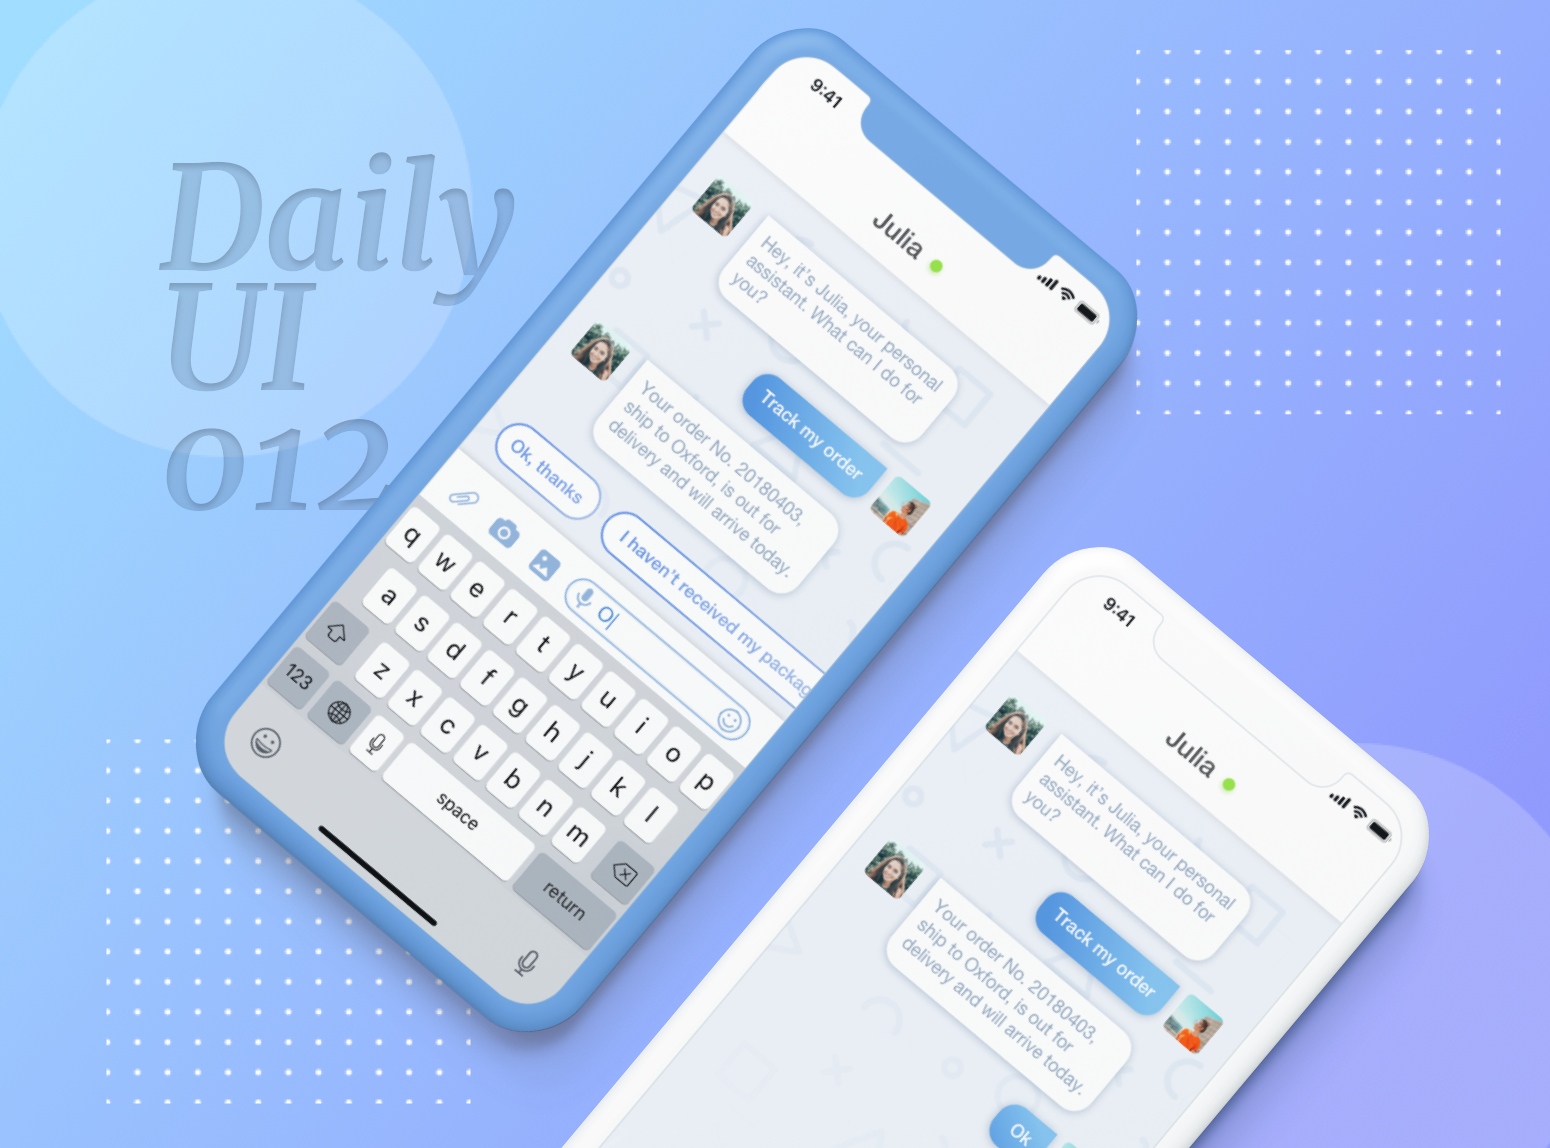 Daily
UI
012
9:41
Julia
Hey, it's Julia, your personal
assistant. What can I do for
you?
Track my order
Your order No. 20180403,
ship to Oxford, is out for
delivery and will arrive today.
Ok, thanks
I haven't received my packag
O
q w e r t y u i o p
a s d f g h j k l
z x c v b n m
123
space
return
9:41
Julia
Hey, it's Julia, your personal
assistant. What can I do for
you?
Track my order
Your order No. 20180403,
ship to Oxford, is out for
delivery and will arrive today.
Ok